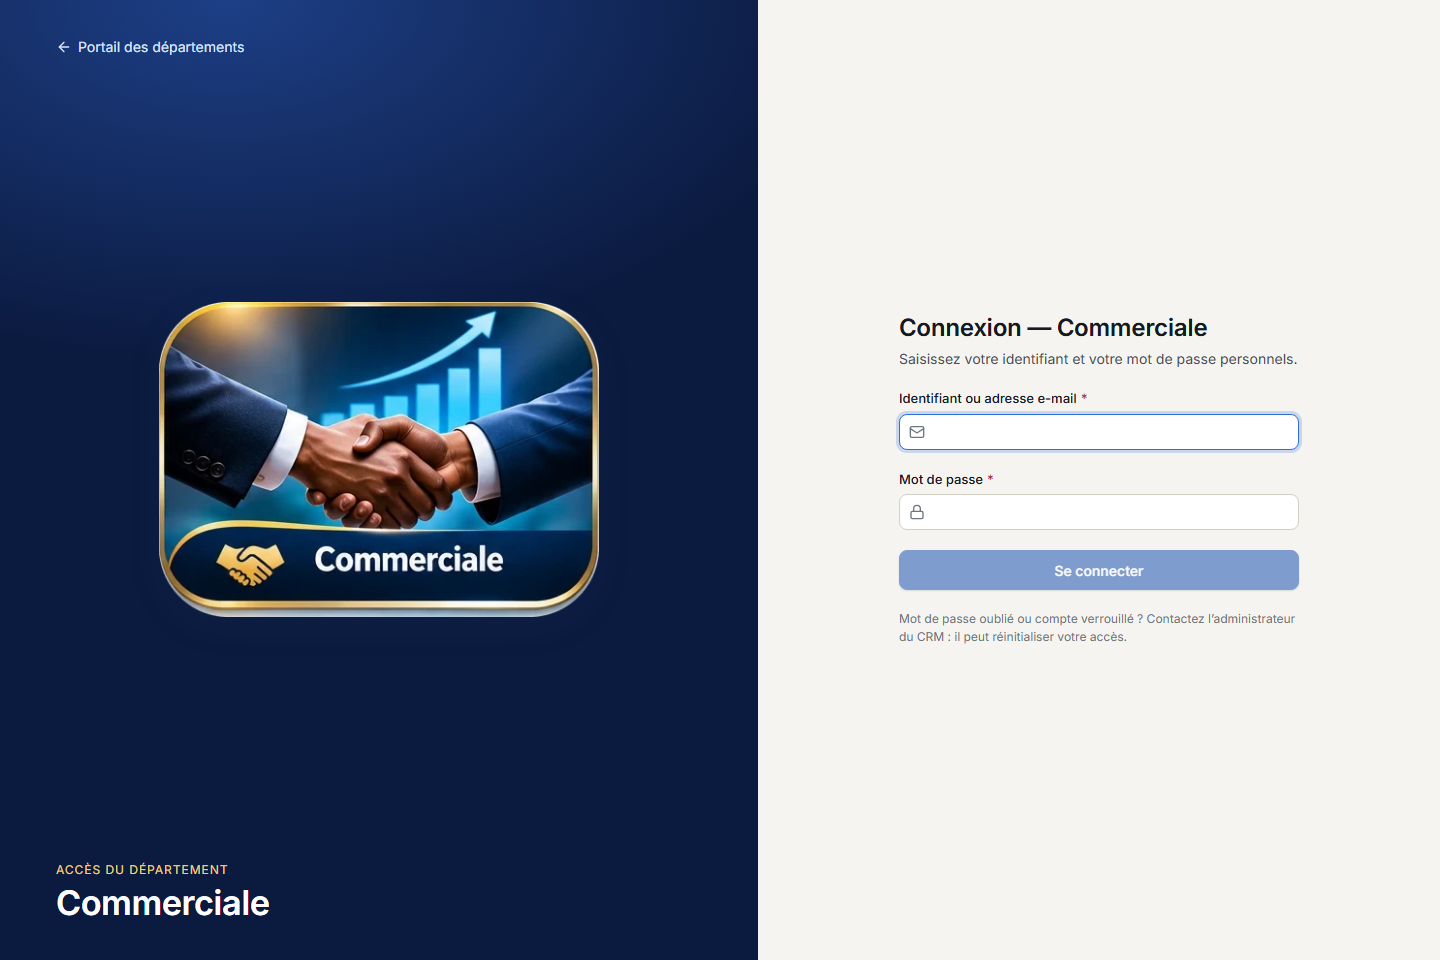 Portail des départements
Commerciale
ACCÈS DU DÉPARTEMENT
Commerciale
Connexion — Commerciale
Saisissez votre identifiant et votre mot de passe personnels.
Identifiant ou adresse e-mail *
Mot de passe *
Se connecter
Mot de passe oublié ou compte verrouillé ? Contactez l’administrateur
du CRM : il peut réinitialiser votre accès.